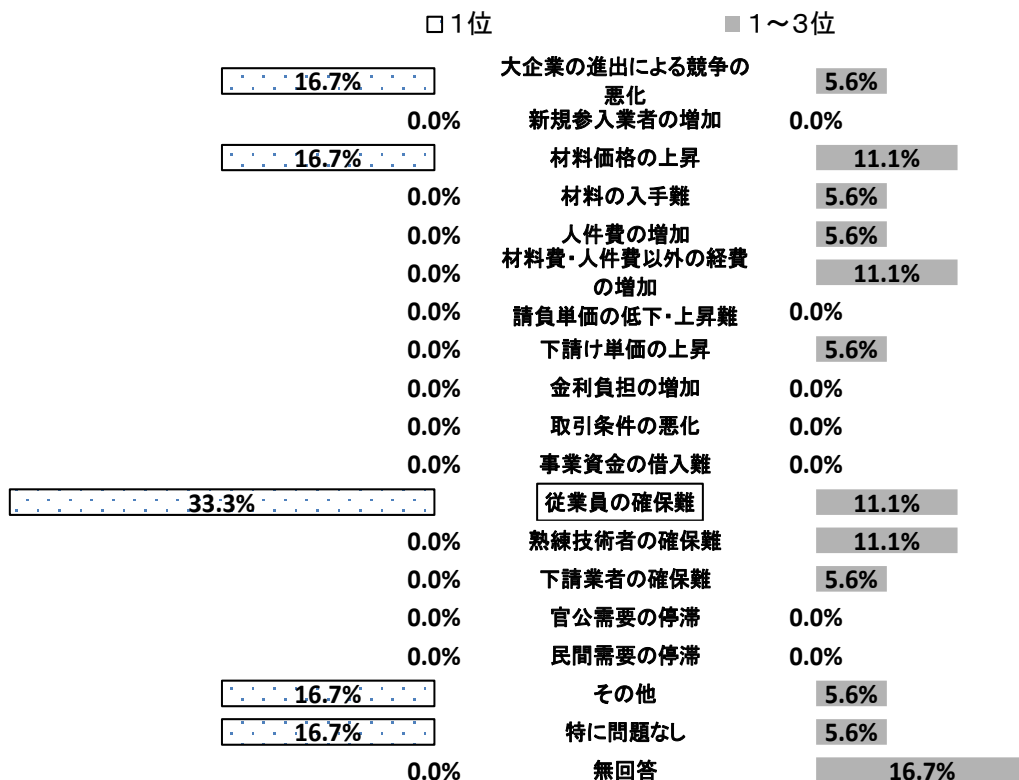 １位 １～３位
16.7% 大企業の進出による競争の 5.6%
悪化
0.0% 新規参入業者の増加 0.0%
16.7% 材料価格の上昇 11.1%
0.0% 材料の入手難 5.6%
0.0% 人件費の増加 5.6%
0.0% 材料費・人件費以外の経費 11.1%
の増加
0.0% 請負単価の低下・上昇難 0.0%
0.0% 下請け単価の上昇 5.6%
0.0% 金利負担の増加 0.0%
0.0% 取引条件の悪化 0.0%
0.0% 事業資金の借入難 0.0%
33.3% 従業員の確保難 11.1%
0.0% 熟練技術者の確保難 11.1%
0.0% 下請業者の確保難 5.6%
0.0% 官公需要の停滞 0.0%
0.0% 民間需要の停滞 0.0%
16.7% その他 5.6%
16.7% 特に問題なし 5.6%
0.0% 無回答 16.7%